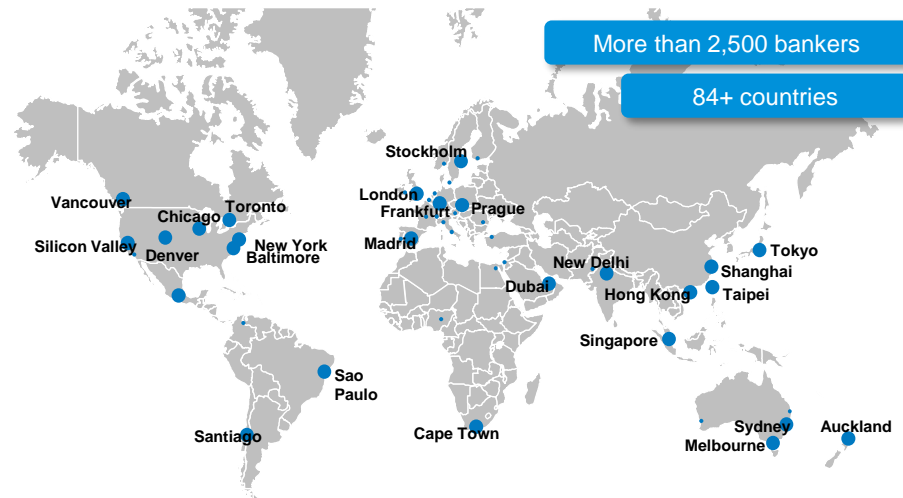 More than 2,500 bankers
84+ countries
Stockholm
Vancouver
London
Toronto
Chicago
Frankfurt
Prague
Silicon Valley
Denver
New York
Baltimore
Madrid
Tokyo
New Delhi
Shanghai
Dubai
Hong Kong
Taipei
Singapore
Sao
Paulo
Santiago
Cape Town
Sydney
Auckland
Melbourne